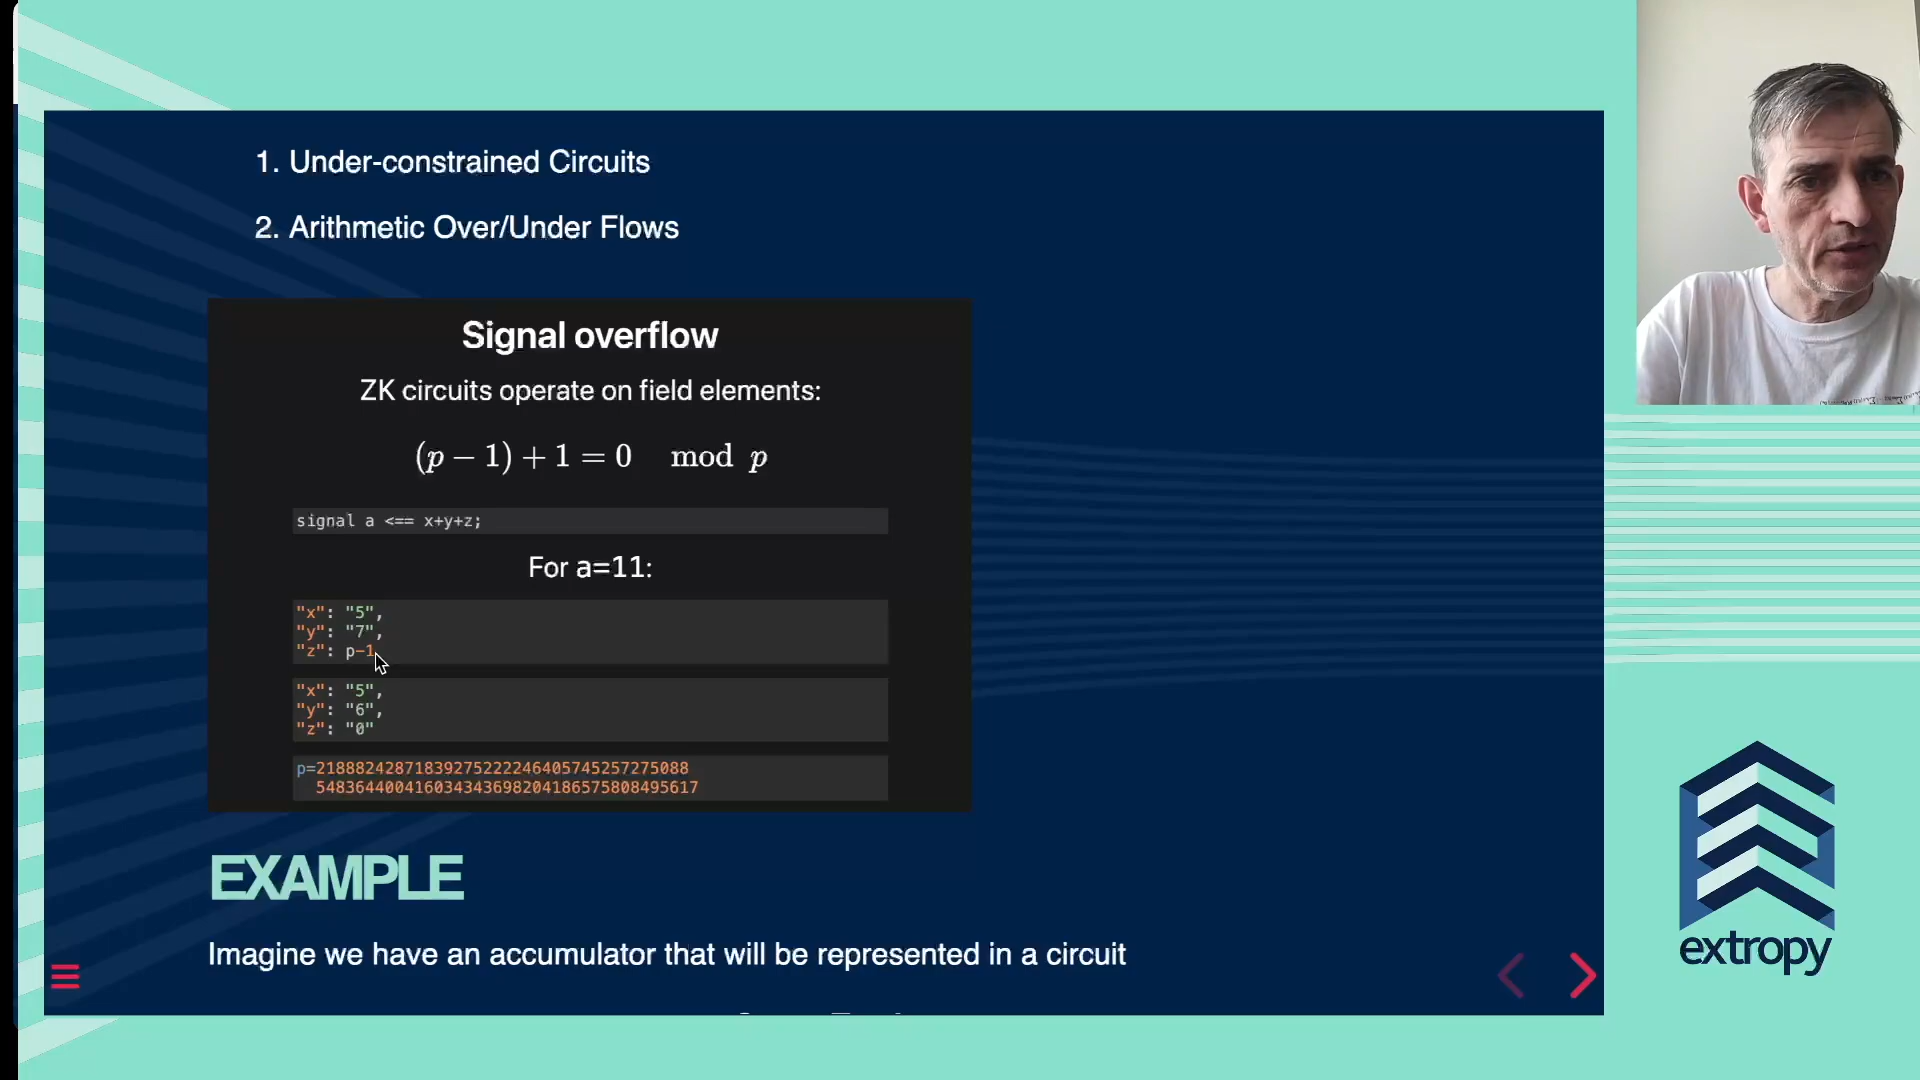 1. Under-constrained Circuits
2. Arithmetic Over/Under Flows
Signal overflow
ZK circuits operate on field elements:
(p − 1) + 1 = 0 mod p
signal a <== x+y+z;
For a=11:
"x": "5",
"y": "7",
"z": p-1
"x": "5",
"y": "6",
"z": "0"
p=21888242871839275222246405745257275088
548364400416034343698204186575808495617
EXAMPLE
Imagine we have an accumulator that will be represented in a circuit
extropy